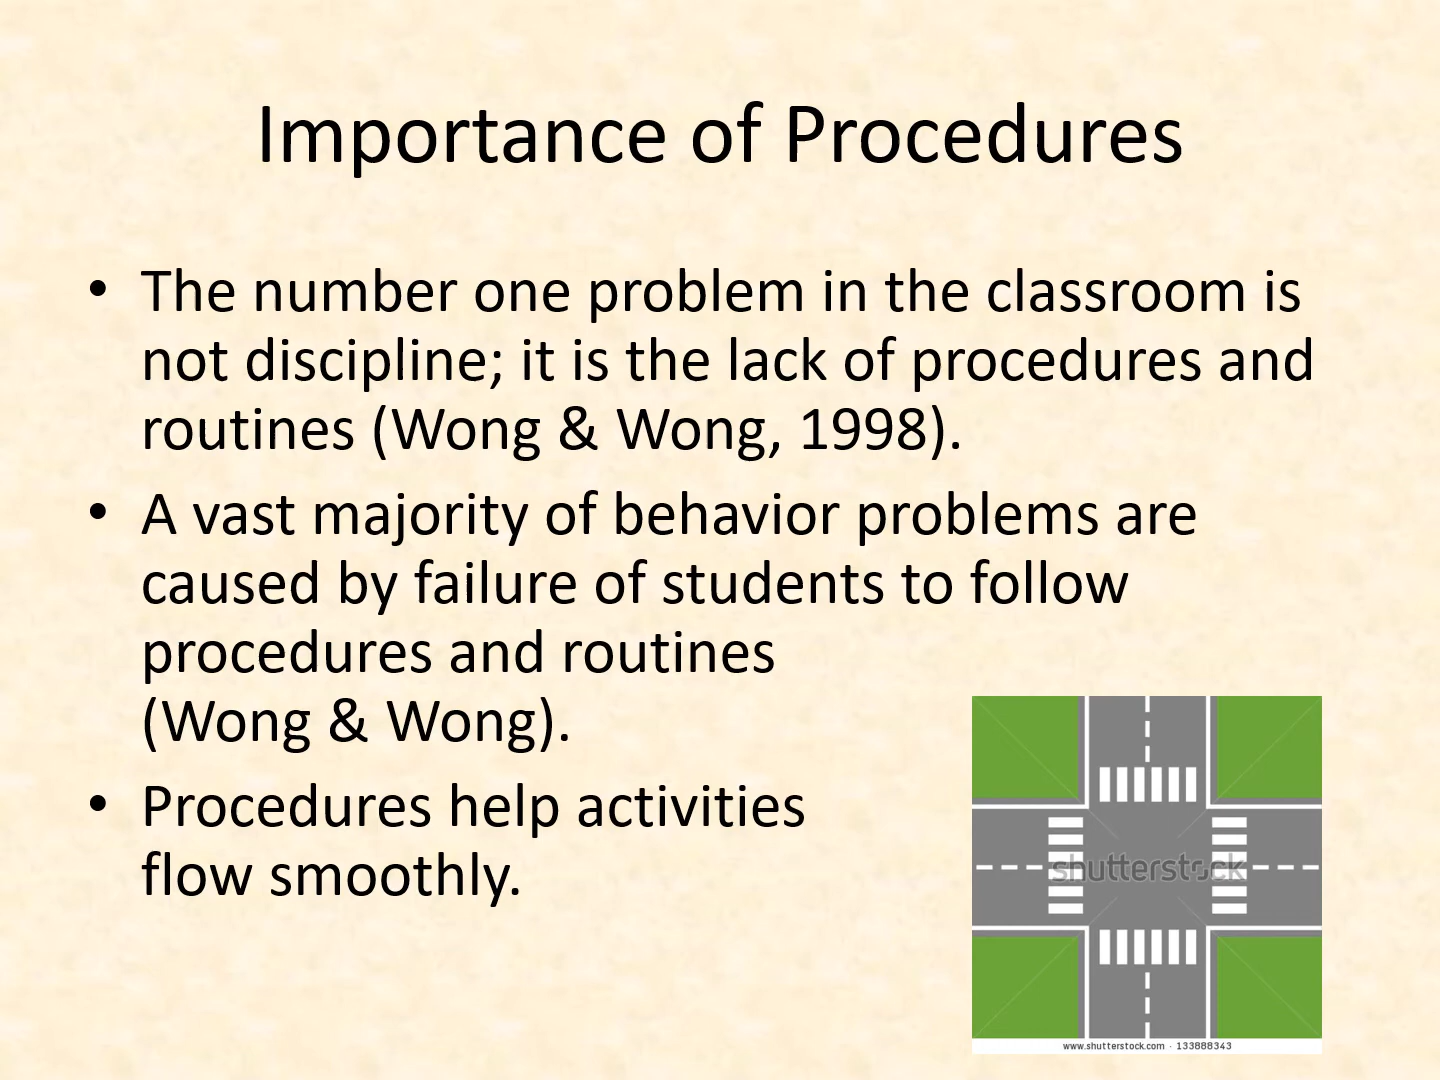 Importance of Procedures
• The number one problem in the classroom is
not discipline; it is the lack of procedures and
routines (Wong & Wong, 1998).
• A vast majority of behavior problems are
caused by failure of students to follow
procedures and routines
(Wong & Wong).
• Procedures help activities
flow smoothly.
shutterstock
www.shutterstock.com · 133888343